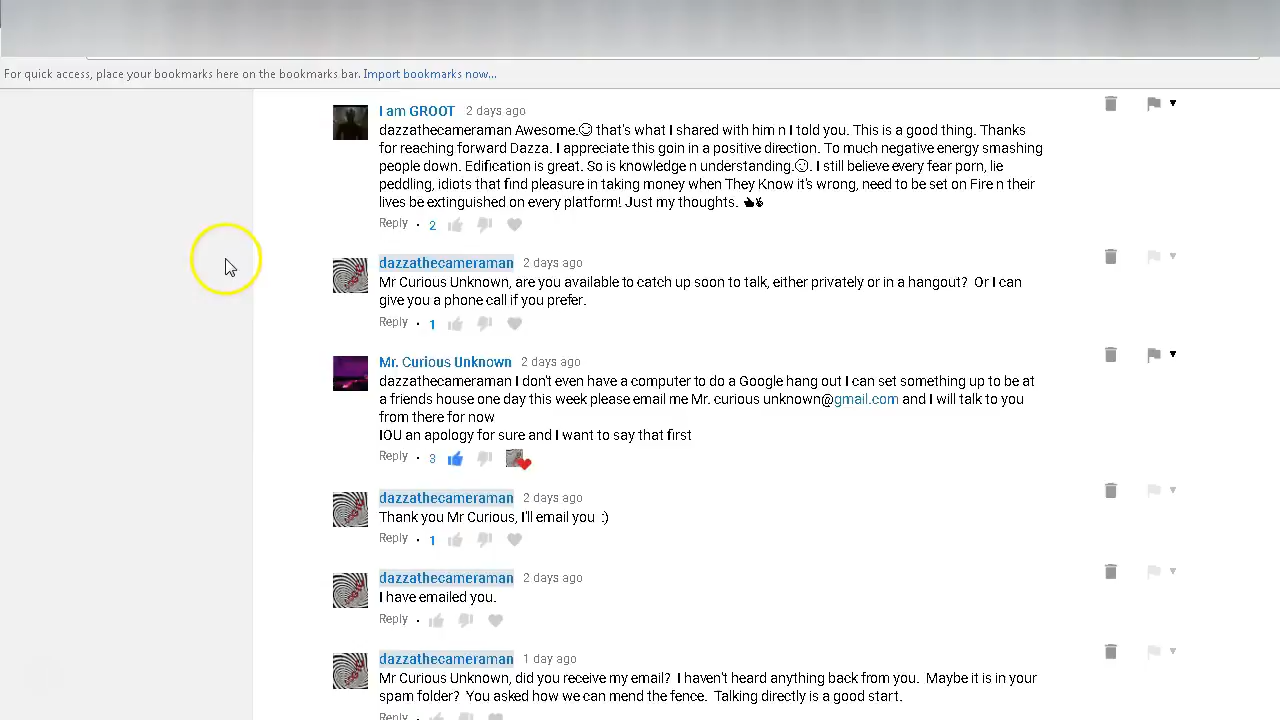 For quick access, place your bookmarks here on the bookmarks bar. Import bookmarks now...
I am GROOT 2 days ago
dazzathecameraman Awesome.☺ that's what I shared with him n I told you. This is a good thing. Thanks
for reaching forward Dazza. I appreciate this goin in a positive direction. To much negative energy smashing
people down. Edification is great. So is knowledge n understanding.☺. I still believe every fear porn, lie
peddling, idiots that find pleasure in taking money when They Know it's wrong, need to be set on Fire n their
lives be extinguished on every platform! Just my thoughts. 👍✌
Reply • 2
dazzathecameraman 2 days ago
Mr Curious Unknown, are you available to catch up soon to talk, either privately or in a hangout? Or I can
give you a phone call if you prefer.
Reply • 1
Mr. Curious Unknown 2 days ago
dazzathecameraman I don't even have a computer to do a Google hang out I can set something up to be at
a friends house one day this week please email me Mr. curious unknown@gmail.com and I will talk to you
from there for now
IOU an apology for sure and I want to say that first
Reply • 3
dazzathecameraman 2 days ago
Thank you Mr Curious, I'll email you :)
Reply • 1
dazzathecameraman 2 days ago
I have emailed you.
Reply •
dazzathecameraman 1 day ago
Mr Curious Unknown, did you receive my email? I haven't heard anything back from you. Maybe it is in your
spam folder? You asked how we can mend the fence. Talking directly is a good start.
Reply •